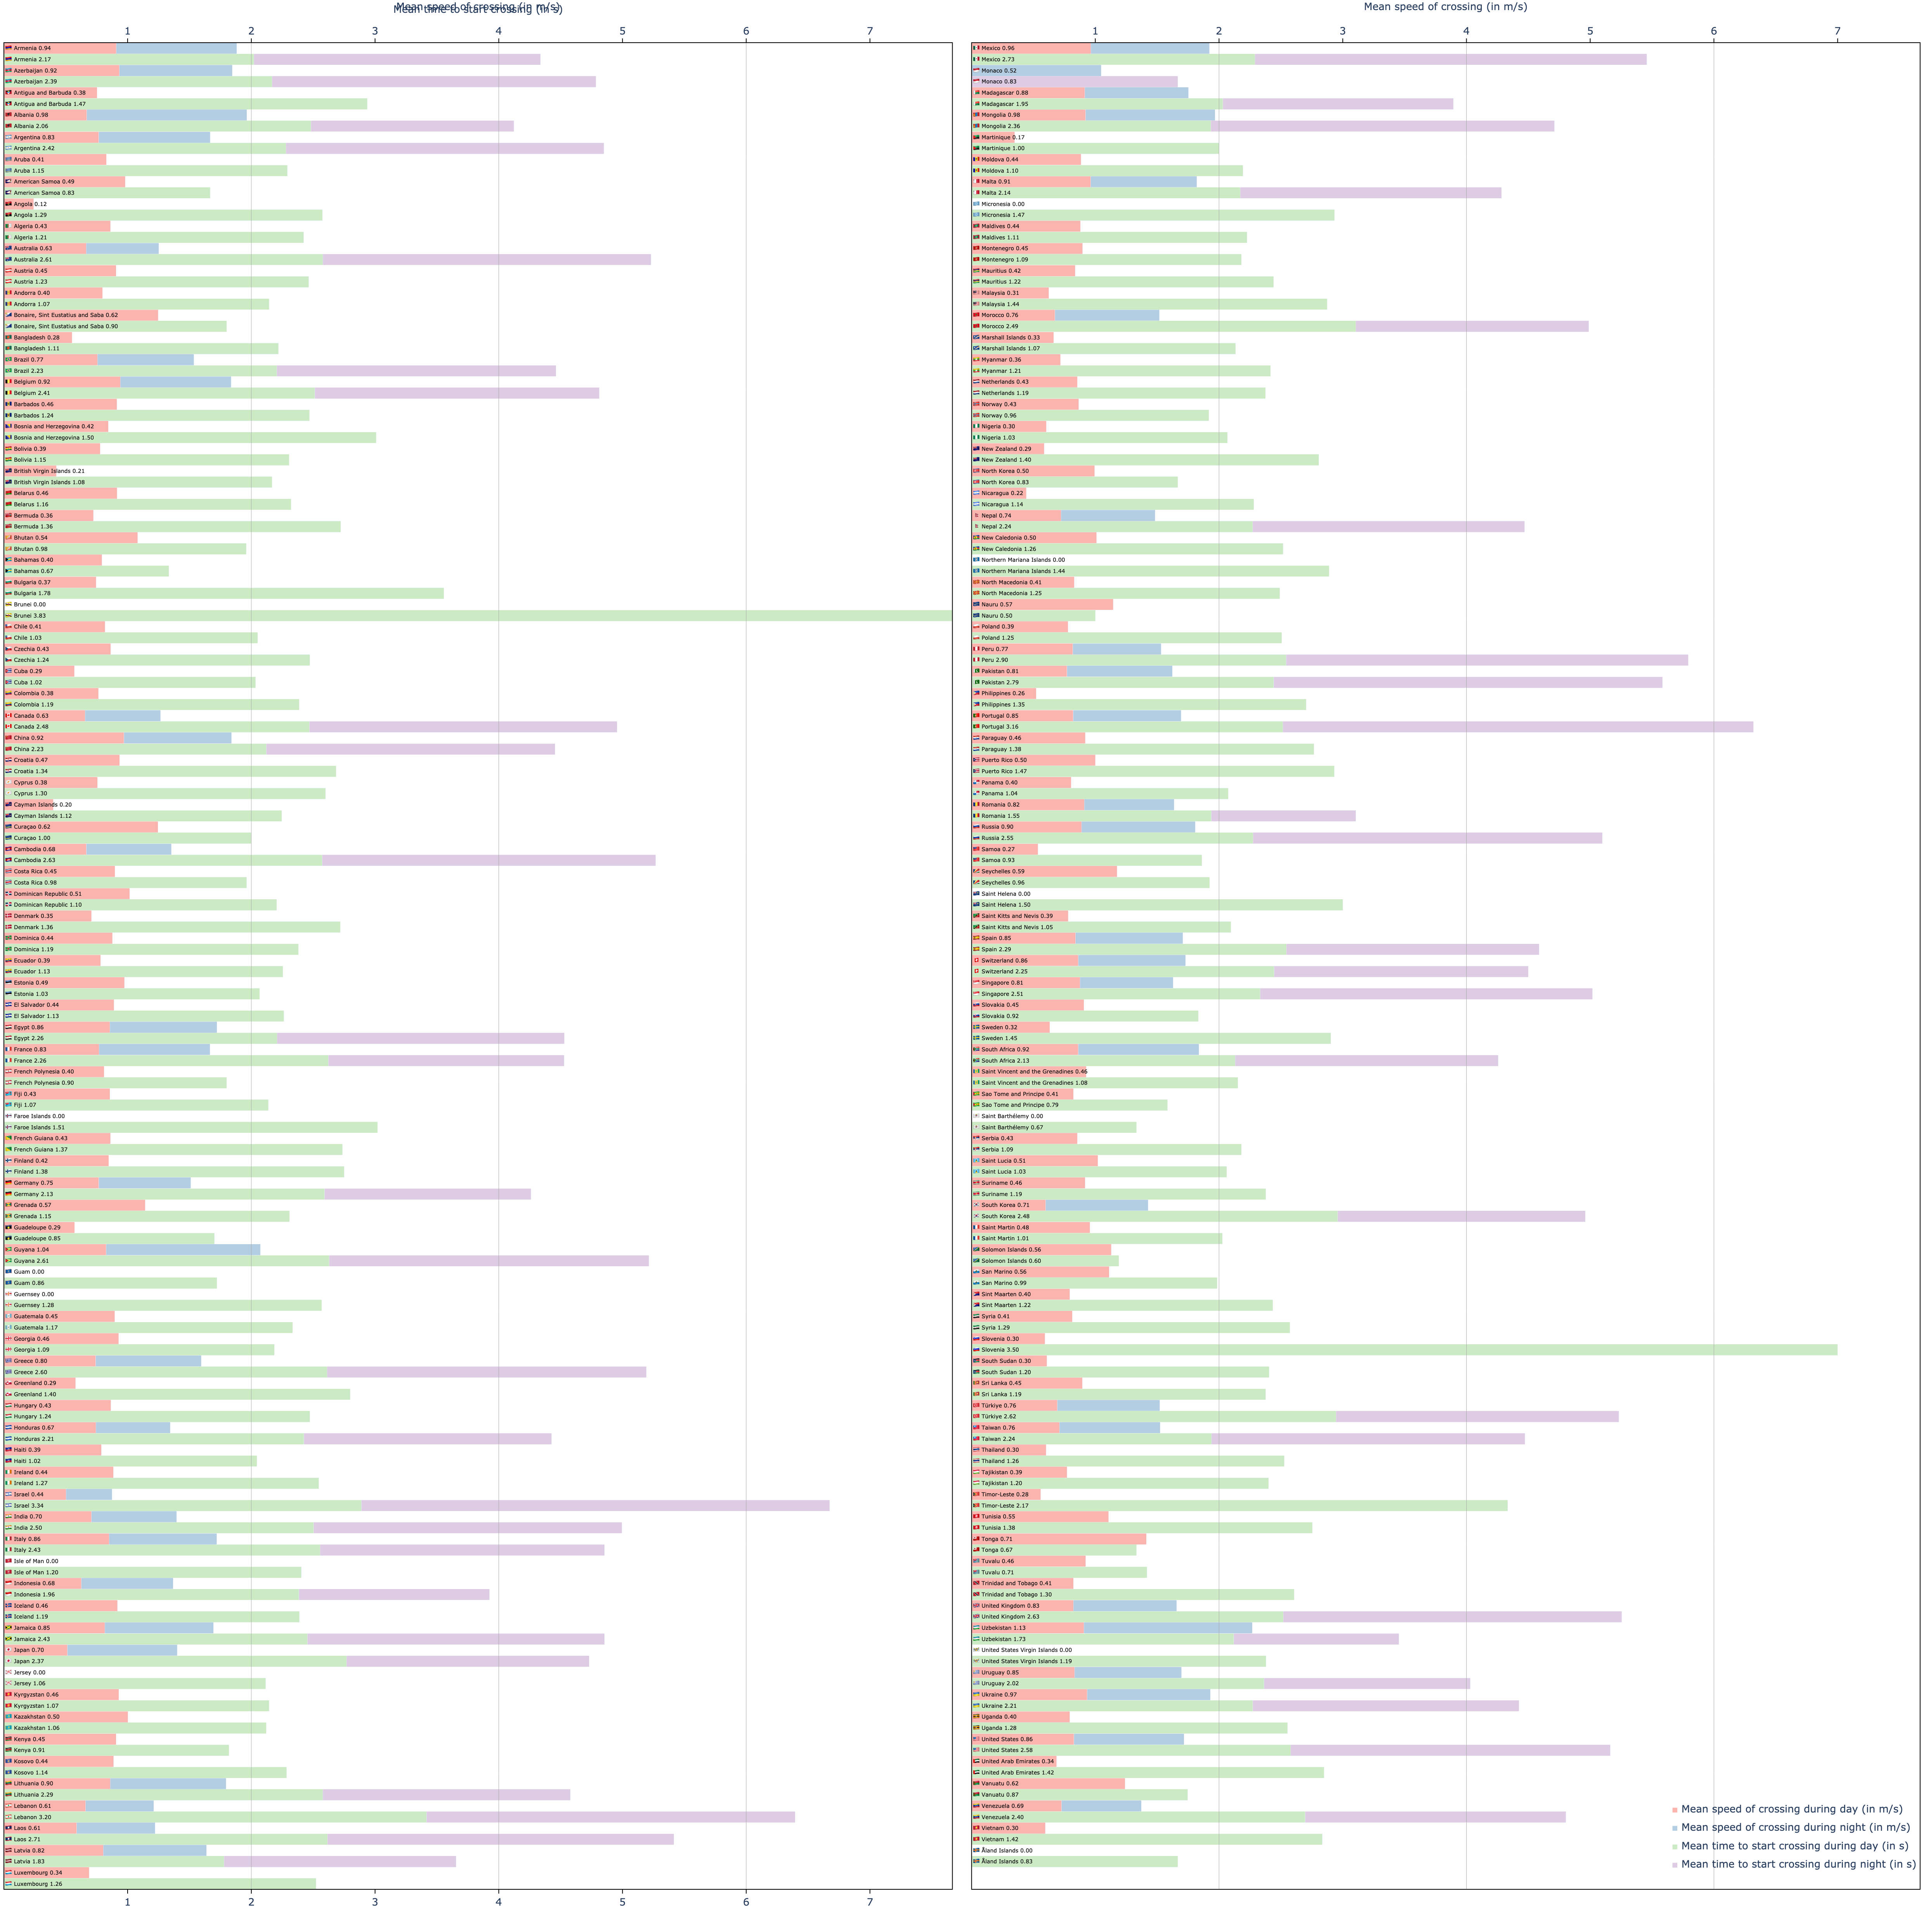 Mean speed of crossing (in m/s)
Mean time to start crossing (in s)
1 2 3 4 5 6 7
Armenia 0.94
Armenia 2.17
Azerbaijan 0.92
Azerbaijan 2.39
Antigua and Barbuda 0.38
Antigua and Barbuda 1.47
Albania 0.98
Albania 2.06
Argentina 0.83
Argentina 2.42
Aruba 0.41
Aruba 1.15
American Samoa 0.49
American Samoa 0.83
Angola 0.12
Angola 1.29
Algeria 0.43
Algeria 1.21
Australia 0.63
Australia 2.61
Austria 0.45
Austria 1.23
Andorra 0.40
Andorra 1.07
Bonaire, Sint Eustatius and Saba 0.62
Bonaire, Sint Eustatius and Saba 0.90
Bangladesh 0.28
Bangladesh 1.11
Brazil 0.77
Brazil 2.23
Belgium 0.92
Belgium 2.41
Barbados 0.46
Barbados 1.24
Bosnia and Herzegovina 0.42
Bosnia and Herzegovina 1.50
Bolivia 0.39
Bolivia 1.15
British Virgin Islands 0.21
British Virgin Islands 1.08
Belarus 0.46
Belarus 1.16
Bermuda 0.36
Bermuda 1.36
Bhutan 0.54
Bhutan 0.98
Bahamas 0.40
Bahamas 0.67
Bulgaria 0.37
Bulgaria 1.78
Brunei 0.00
Brunei 3.83
Chile 0.41
Chile 1.03
Czechia 0.43
Czechia 1.24
Cuba 0.29
Cuba 1.02
Colombia 0.38
Colombia 1.19
Canada 0.63
Canada 2.48
China 0.92
China 2.23
Croatia 0.47
Croatia 1.34
Cyprus 0.38
Cyprus 1.30
Cayman Islands 0.20
Cayman Islands 1.12
Curaçao 0.62
Curaçao 1.00
Cambodia 0.68
Cambodia 2.63
Costa Rica 0.45
Costa Rica 0.98
Dominican Republic 0.51
Dominican Republic 1.10
Denmark 0.35
Denmark 1.36
Dominica 0.44
Dominica 1.19
Ecuador 0.39
Ecuador 1.13
Estonia 0.49
Estonia 1.03
El Salvador 0.44
El Salvador 1.13
Egypt 0.86
Egypt 2.26
France 0.83
France 2.26
French Polynesia 0.40
French Polynesia 0.90
Fiji 0.43
Fiji 1.07
Faroe Islands 0.00
Faroe Islands 1.51
French Guiana 0.43
French Guiana 1.37
Finland 0.42
Finland 1.38
Germany 0.75
Germany 2.13
Grenada 0.57
Grenada 1.15
Guadeloupe 0.29
Guadeloupe 0.85
Guyana 1.04
Guyana 2.61
Guam 0.00
Guam 0.86
Guernsey 0.00
Guernsey 1.28
Guatemala 0.45
Guatemala 1.17
Georgia 0.46
Georgia 1.09
Greece 0.80
Greece 2.60
Greenland 0.29
Greenland 1.40
Hungary 0.43
Hungary 1.24
Honduras 0.67
Honduras 2.21
Haiti 0.39
Haiti 1.02
Ireland 0.44
Ireland 1.27
Israel 0.44
Israel 3.34
India 0.70
India 2.50
Italy 0.86
Italy 2.43
Isle of Man 0.00
Isle of Man 1.20
Indonesia 0.68
Indonesia 1.96
Iceland 0.46
Iceland 1.19
Jamaica 0.85
Jamaica 2.43
Japan 0.70
Japan 2.37
Jersey 0.00
Jersey 1.06
Kyrgyzstan 0.46
Kyrgyzstan 1.07
Kazakhstan 0.50
Kazakhstan 1.06
Kenya 0.45
Kenya 0.91
Kosovo 0.44
Kosovo 1.14
Lithuania 0.90
Lithuania 2.29
Lebanon 0.61
Lebanon 3.20
Laos 0.61
Laos 2.71
Latvia 0.82
Latvia 1.83
Luxembourg 0.34
Luxembourg 1.26
1 2 3 4 5 6 7
Mean speed of crossing (in m/s)
1 2 3 4 5 6 7
Mexico 0.96
Mexico 2.73
Monaco 0.52
Monaco 0.83
Madagascar 0.88
Madagascar 1.95
Mongolia 0.98
Mongolia 2.36
Martinique 0.17
Martinique 1.00
Moldova 0.44
Moldova 1.10
Malta 0.91
Malta 2.14
Micronesia 0.00
Micronesia 1.47
Maldives 0.44
Maldives 1.11
Montenegro 0.45
Montenegro 1.09
Mauritius 0.42
Mauritius 1.22
Malaysia 0.31
Malaysia 1.44
Morocco 0.76
Morocco 2.49
Marshall Islands 0.33
Marshall Islands 1.07
Myanmar 0.36
Myanmar 1.21
Netherlands 0.43
Netherlands 1.19
Norway 0.43
Norway 0.96
Nigeria 0.30
Nigeria 1.03
New Zealand 0.29
New Zealand 1.40
North Korea 0.50
North Korea 0.83
Nicaragua 0.22
Nicaragua 1.14
Nepal 0.74
Nepal 2.24
New Caledonia 0.50
New Caledonia 1.26
Northern Mariana Islands 0.00
Northern Mariana Islands 1.44
North Macedonia 0.41
North Macedonia 1.25
Nauru 0.57
Nauru 0.50
Poland 0.39
Poland 1.25
Peru 0.77
Peru 2.90
Pakistan 0.81
Pakistan 2.79
Philippines 0.26
Philippines 1.35
Portugal 0.85
Portugal 3.16
Paraguay 0.46
Paraguay 1.38
Puerto Rico 0.50
Puerto Rico 1.47
Panama 0.40
Panama 1.04
Romania 0.82
Romania 1.55
Russia 0.90
Russia 2.55
Samoa 0.27
Samoa 0.93
Seychelles 0.59
Seychelles 0.96
Saint Helena 0.00
Saint Helena 1.50
Saint Kitts and Nevis 0.39
Saint Kitts and Nevis 1.05
Spain 0.85
Spain 2.29
Switzerland 0.86
Switzerland 2.25
Singapore 0.81
Singapore 2.51
Slovakia 0.45
Slovakia 0.92
Sweden 0.32
Sweden 1.45
South Africa 0.92
South Africa 2.13
Saint Vincent and the Grenadines 0.46
Saint Vincent and the Grenadines 1.08
Sao Tome and Principe 0.41
Sao Tome and Principe 0.79
Saint Barthélemy 0.00
Saint Barthélemy 0.67
Serbia 0.43
Serbia 1.09
Saint Lucia 0.51
Saint Lucia 1.03
Suriname 0.46
Suriname 1.19
South Korea 0.71
South Korea 2.48
Saint Martin 0.48
Saint Martin 1.01
Solomon Islands 0.56
Solomon Islands 0.60
San Marino 0.56
San Marino 0.99
Sint Maarten 0.40
Sint Maarten 1.22
Syria 0.41
Syria 1.29
Slovenia 0.30
Slovenia 3.50
South Sudan 0.30
South Sudan 1.20
Sri Lanka 0.45
Sri Lanka 1.19
Türkiye 0.76
Türkiye 2.62
Taiwan 0.76
Taiwan 2.24
Thailand 0.30
Thailand 1.26
Tajikistan 0.39
Tajikistan 1.20
Timor-Leste 0.28
Timor-Leste 2.17
Tunisia 0.55
Tunisia 1.38
Tonga 0.71
Tonga 0.67
Tuvalu 0.46
Tuvalu 0.71
Trinidad and Tobago 0.41
Trinidad and Tobago 1.30
United Kingdom 0.83
United Kingdom 2.63
Uzbekistan 1.13
Uzbekistan 1.73
United States Virgin Islands 0.00
United States Virgin Islands 1.19
Uruguay 0.85
Uruguay 2.02
Ukraine 0.97
Ukraine 2.21
Uganda 0.40
Uganda 1.28
United States 0.86
United States 2.58
United Arab Emirates 0.34
United Arab Emirates 1.42
Vanuatu 0.62
Vanuatu 0.87
Venezuela 0.69
Venezuela 2.40
Vietnam 0.30
Vietnam 1.42
Åland Islands 0.00
Åland Islands 0.83
Mean speed of crossing during day (in m/s)
Mean speed of crossing during night (in m/s)
Mean time to start crossing during day (in s)
Mean time to start crossing during night (in s)